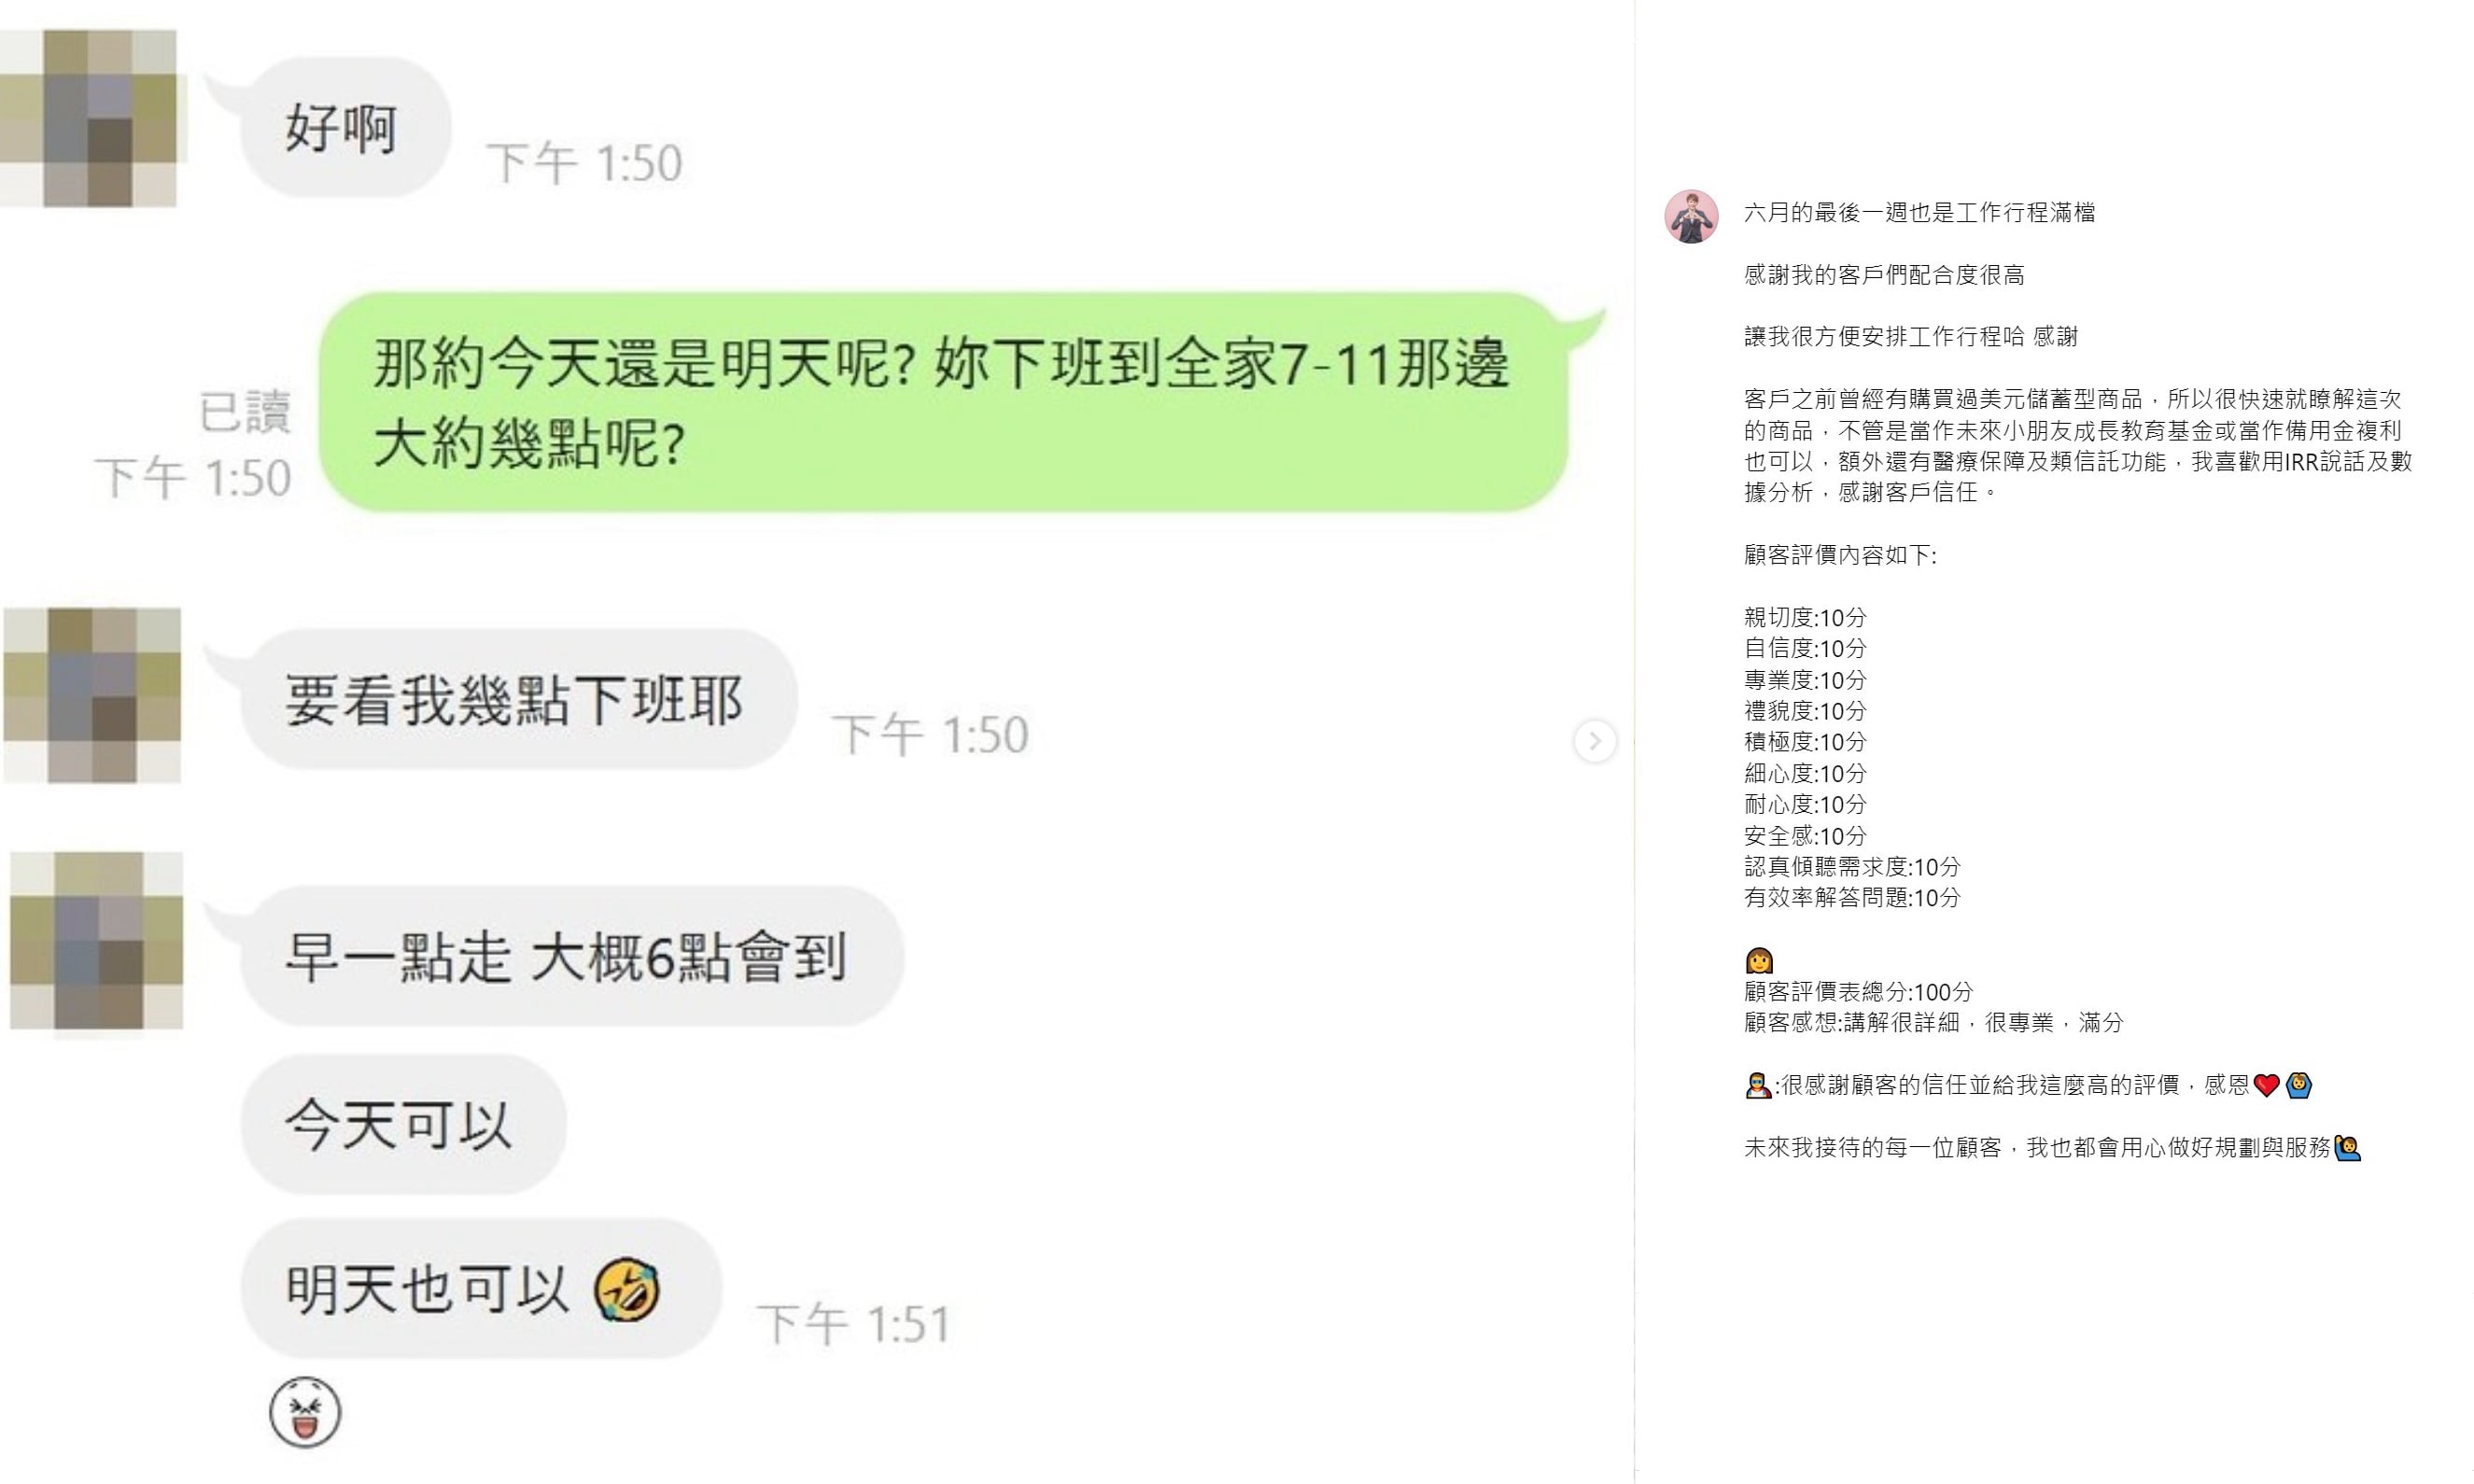 好啊
下午 1:50
那約今天還是明天呢? 妳下班到全家7-11那邊
大約幾點呢?
已讀
下午 1:50
要看我幾點下班耶
下午 1:50
早一點走 大概6點會到
今天可以
明天也可以 🤣
下午 1:51
六月的最後一週也是工作行程滿檔
感謝我的客戶們配合度很高
讓我很方便安排工作行程哈 感謝
客戶之前曾經有購買過美元儲蓄型商品，所以很快速就瞭解這次
的商品，不管是當作未來小朋友成長教育基金或當作備用金複利
也可以，額外還有醫療保障及類信託功能，我喜歡用IRR說話及數
據分析，感謝客戶信任。
顧客評價內容如下:
親切度:10分
自信度:10分
專業度:10分
禮貌度:10分
積極度:10分
細心度:10分
耐心度:10分
安全感:10分
認真傾聽需求度:10分
有效率解答問題:10分
👩
顧客評價表總分:100分
顧客感想:講解很詳細，很專業，滿分
🦸‍♂️:很感謝顧客的信任並給我這麼高的評價，感恩❤️🙆‍♂️
未來我接待的每一位顧客，我也都會用心做好規劃與服務🙋‍♂️